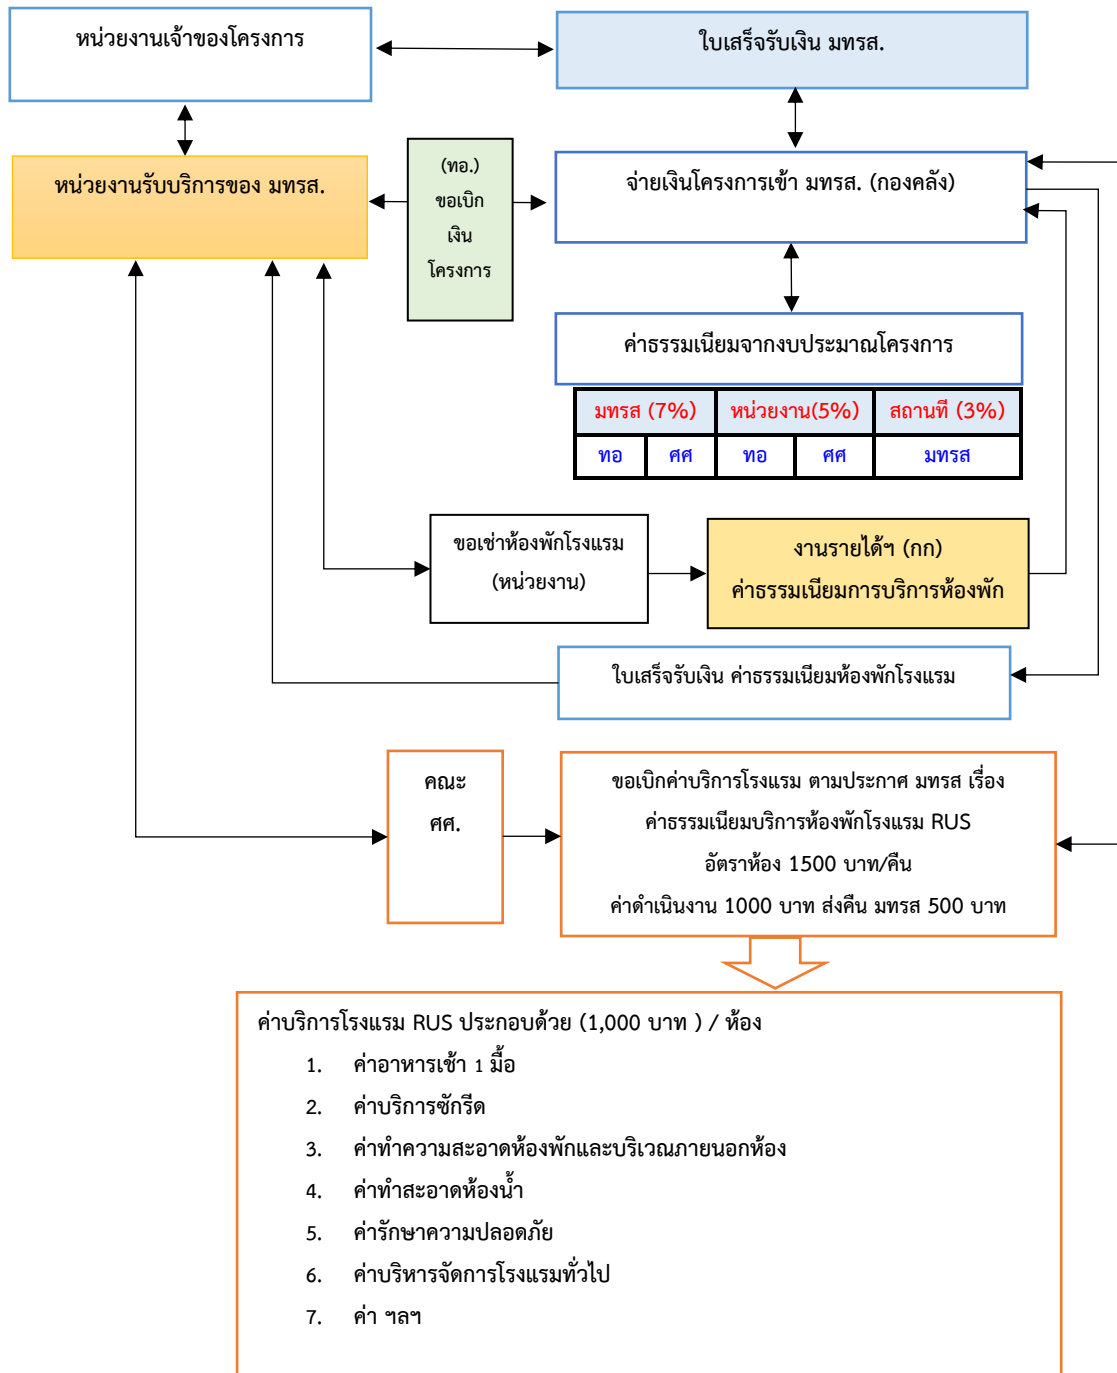 หน่วยงานเจ้าของโครงการ
ใบเสร็จรับเงิน มทรส.
หน่วยงานรับบริการของ มทรส.
(ทอ.)
ขอเบิก
เงิน
โครงการ
จ่ายเงินโครงการเข้า มทรส. (กองคลัง)
ค่าธรรมเนียมจากงบประมาณโครงการ
มทรส (7%) หน่วยงาน(5%) สถานที่ (3%)
ทอ ศศ ทอ ศศ มทรส
ขอเช่าห้องพักโรงแรม
(หน่วยงาน)
งานรายได้ฯ (กก)
ค่าธรรมเนียมการบริการห้องพัก
ใบเสร็จรับเงิน ค่าธรรมเนียมห้องพักโรงแรม
คณะ
ศศ.
ขอเบิกค่าบริการโรงแรม ตามประกาศ มทรส เรื่อง
ค่าธรรมเนียมบริการห้องพักโรงแรม RUS
อัตราห้อง 1500 บาท/คืน
ค่าดำเนินงาน 1000 บาท ส่งคืน มทรส 500 บาท
ค่าบริการโรงแรม RUS ประกอบด้วย (1,000 บาท ) / ห้อง
1. ค่าอาหารเช้า 1 มื้อ
2. ค่าบริการซักรีด
3. ค่าทำความสะอาดห้องพักและบริเวณภายนอกห้อง
4. ค่าทำสะอาดห้องน้ำ
5. ค่ารักษาความปลอดภัย
6. ค่าบริหารจัดการโรงแรมทั่วไป
7. ค่า ฯลฯ